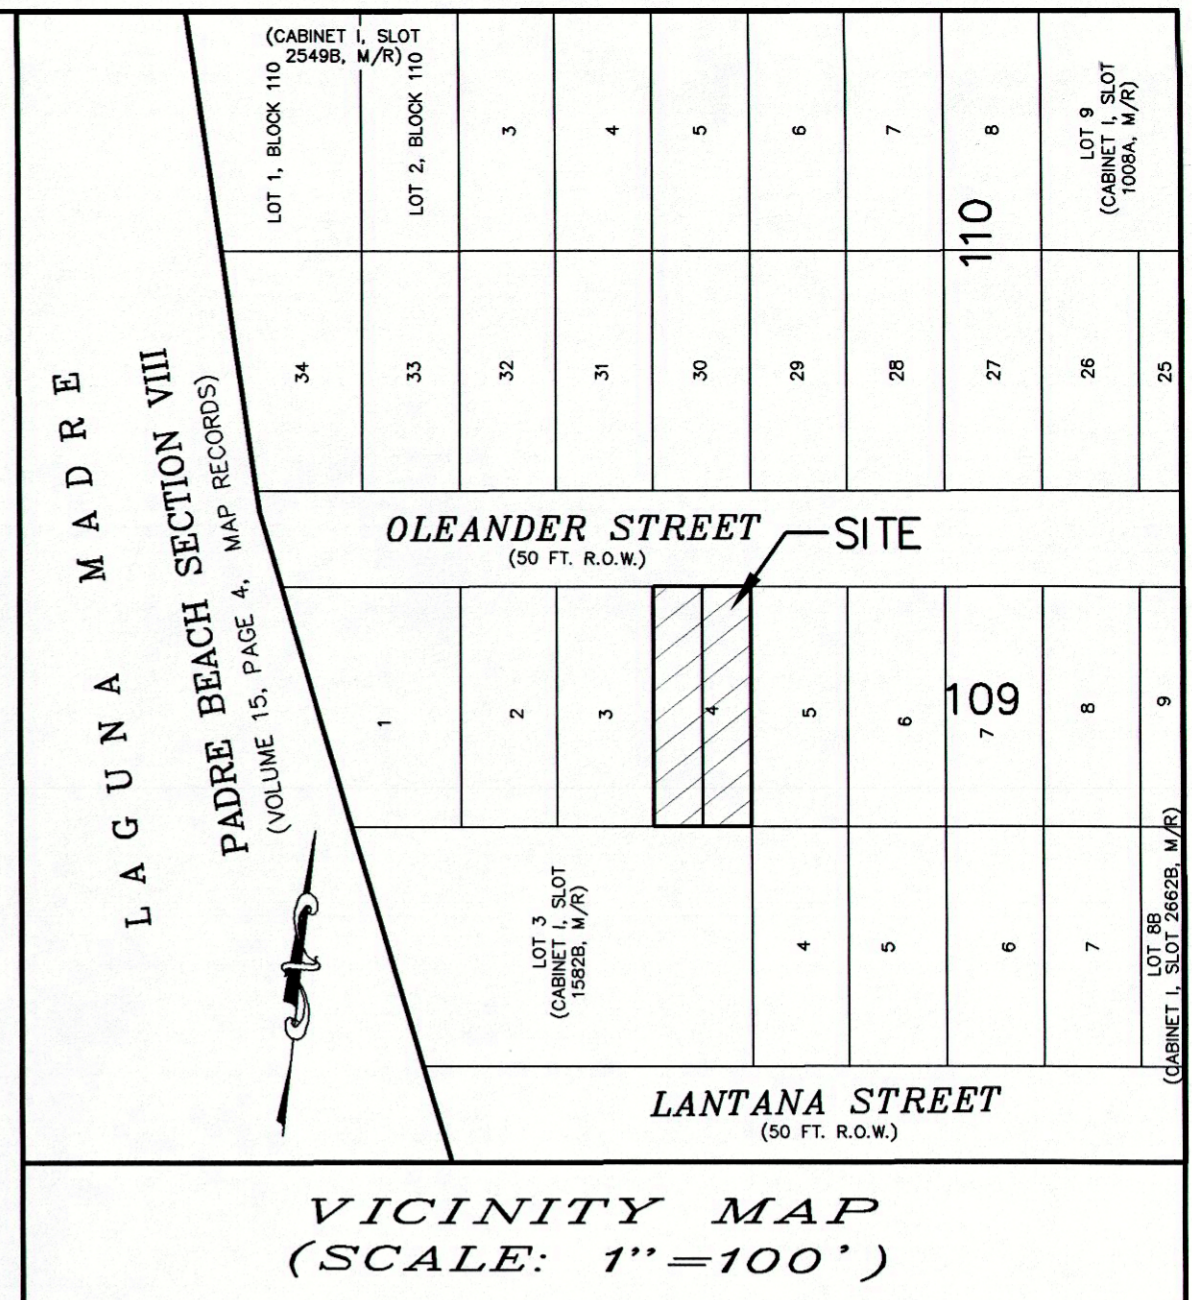 (CABINET I, SLOT
2549B, M/R)
LOT 1, BLOCK 110
LOT 2, BLOCK 110
3
4
5
6
7
8
LOT 9
(CABINET I, SLOT
1008A, M/R)
110
34
33
32
31
30
29
28
27
26
25
LAGUNA MADRE
PADRE BEACH SECTION VIII
(VOLUME 15, PAGE 4, MAP RECORDS)
OLEANDER STREET
(50 FT. R.O.W.)
SITE
1
2
3
4
5
6
109
7
8
9
LOT 3
(CABINET I, SLOT
1582B, M/R)
4
5
6
7
LOT 8B
(CABINET I, SLOT 2662B, M/R)
LANTANA STREET
(50 FT. R.O.W.)
VICINITY MAP
(SCALE: 1"=100')